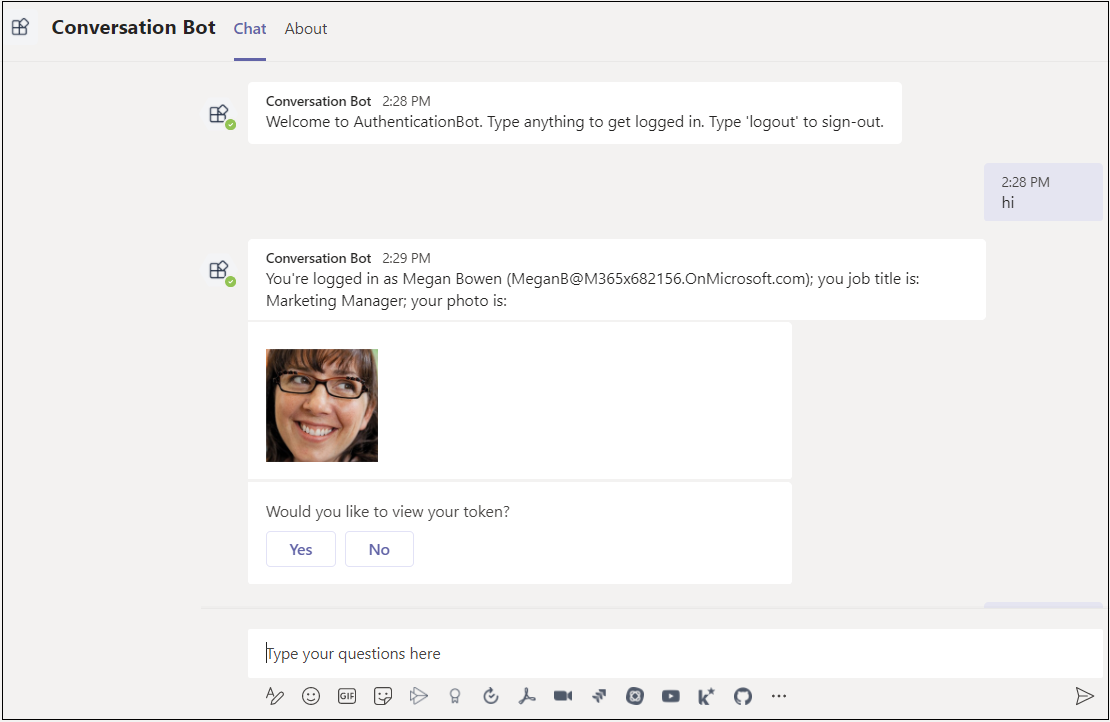 Conversation Bot Chat About
Conversation Bot 2:28 PM
Welcome to AuthenticationBot. Type anything to get logged in. Type 'logout' to sign-out.
2:28 PM
hi
Conversation Bot 2:29 PM
You're logged in as Megan Bowen (MeganB@M365x682156.OnMicrosoft.com); you job title is:
Marketing Manager; your photo is:
Would you like to view your token?
Yes No
Type your questions here
GIF